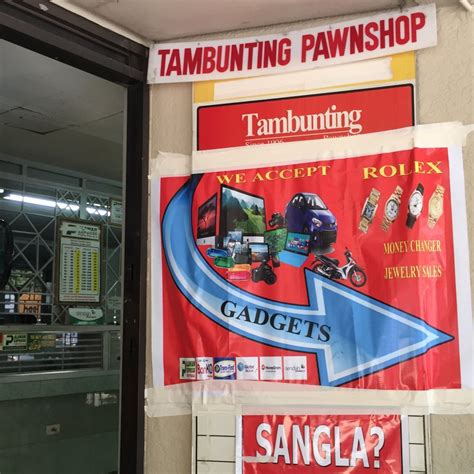 TAMBUNTING PAWNSHOP
Tambunting
WE ACCEPT ROLEX
MONEY CHANGER
JEWELRY SALES
GADGETS
SANGLA?